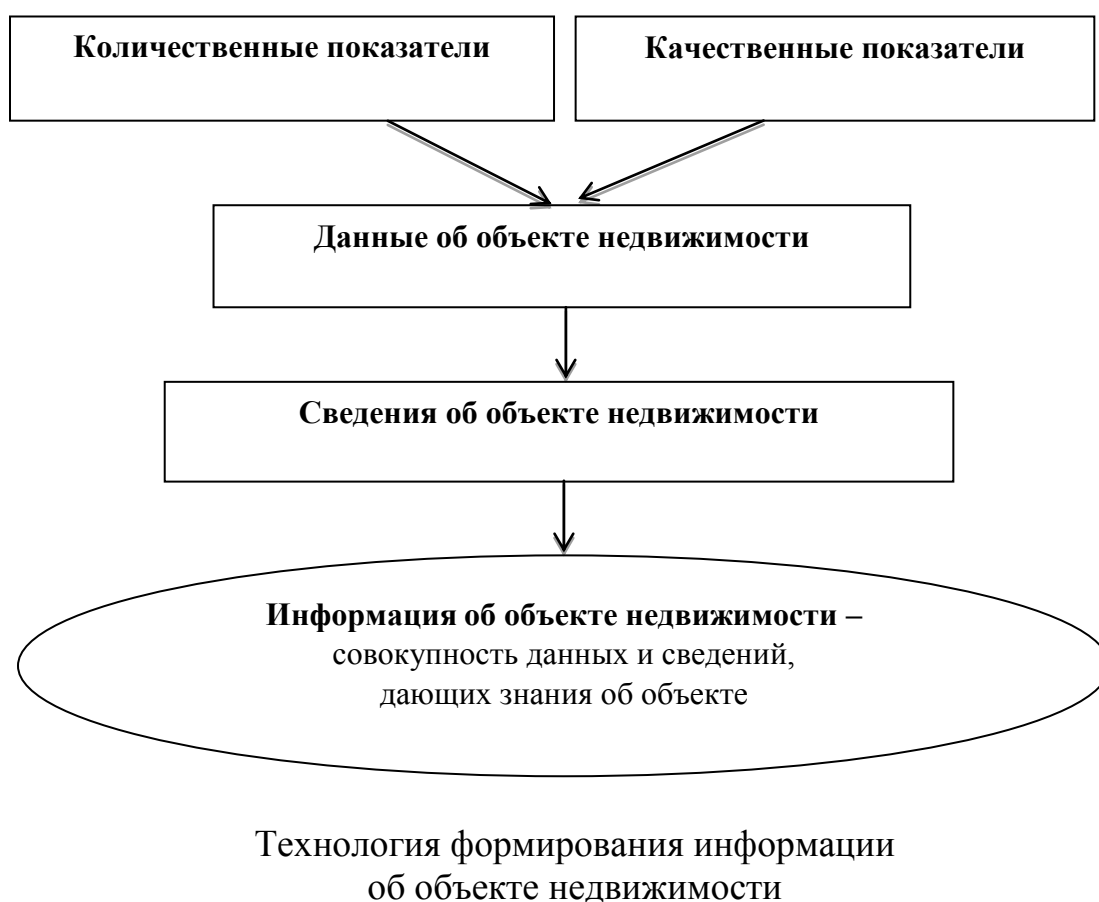 Количественные показатели
Качественные показатели
Данные об объекте недвижимости
Сведения об объекте недвижимости
Информация об объекте недвижимости –
совокупность данных и сведений,
дающих знания об объекте
Технология формирования информации
об объекте недвижимости